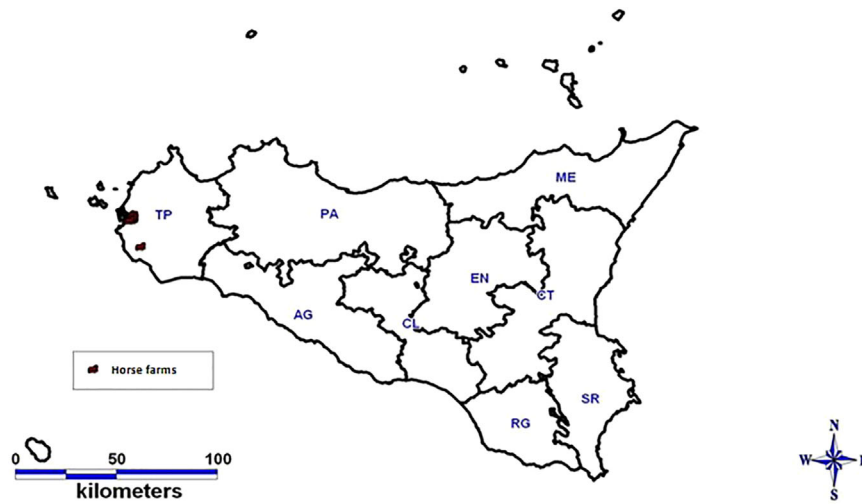 ME
TP
PA
EN
CT
AG
CL
Horse farms
SR
RG
N
W
S
0 50 100
kilometers